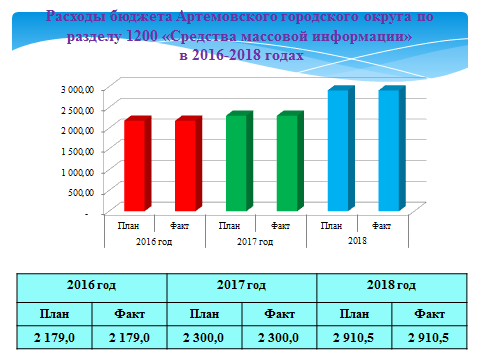 Расходы бюджета Артемовского городского округа по
разделу 1200 «Средства массовой информации»
в 2016-2018 годах
3 000,00
2 500,00
2 000,00
1 500,00
1 000,00
500,00
-
План Факт План Факт План Факт
2016 год 2017 год 2018
2016 год 2017 год 2018 год
План Факт План Факт План Факт
2 179,0 2 179,0 2 300,0 2 300,0 2 910,5 2 910,5